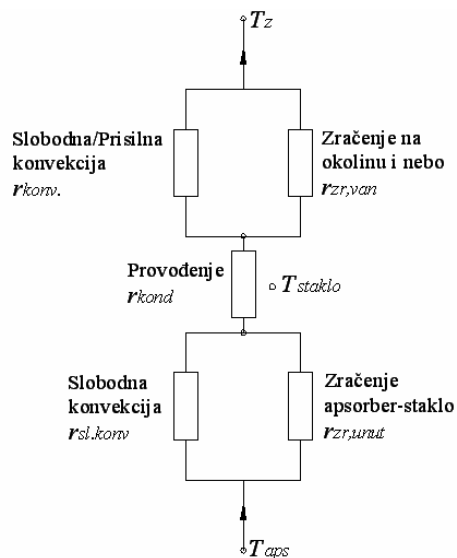 Tz
Slobodna/Prisilna
konvekcija
rkonv.
Zračenje na
okolinu i nebo
rzr,van
Provođenje
rkond
Tstaklo
Slobodna
konvekcija
rsl.konv
Zračenje
apsorber-staklo
rzr,unut
Taps